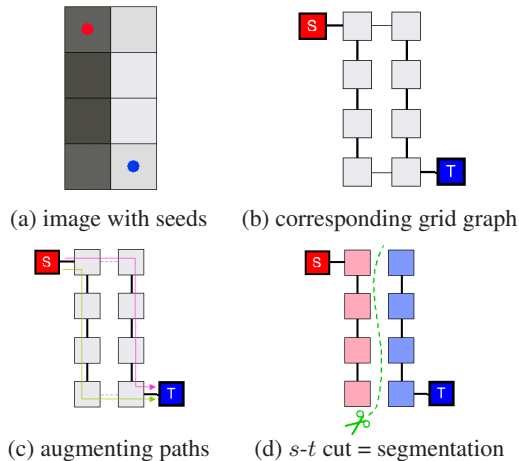 S
T
(a) image with seeds
(b) corresponding grid graph
S
T
S
T
(c) augmenting paths
(d) s-t cut = segmentation